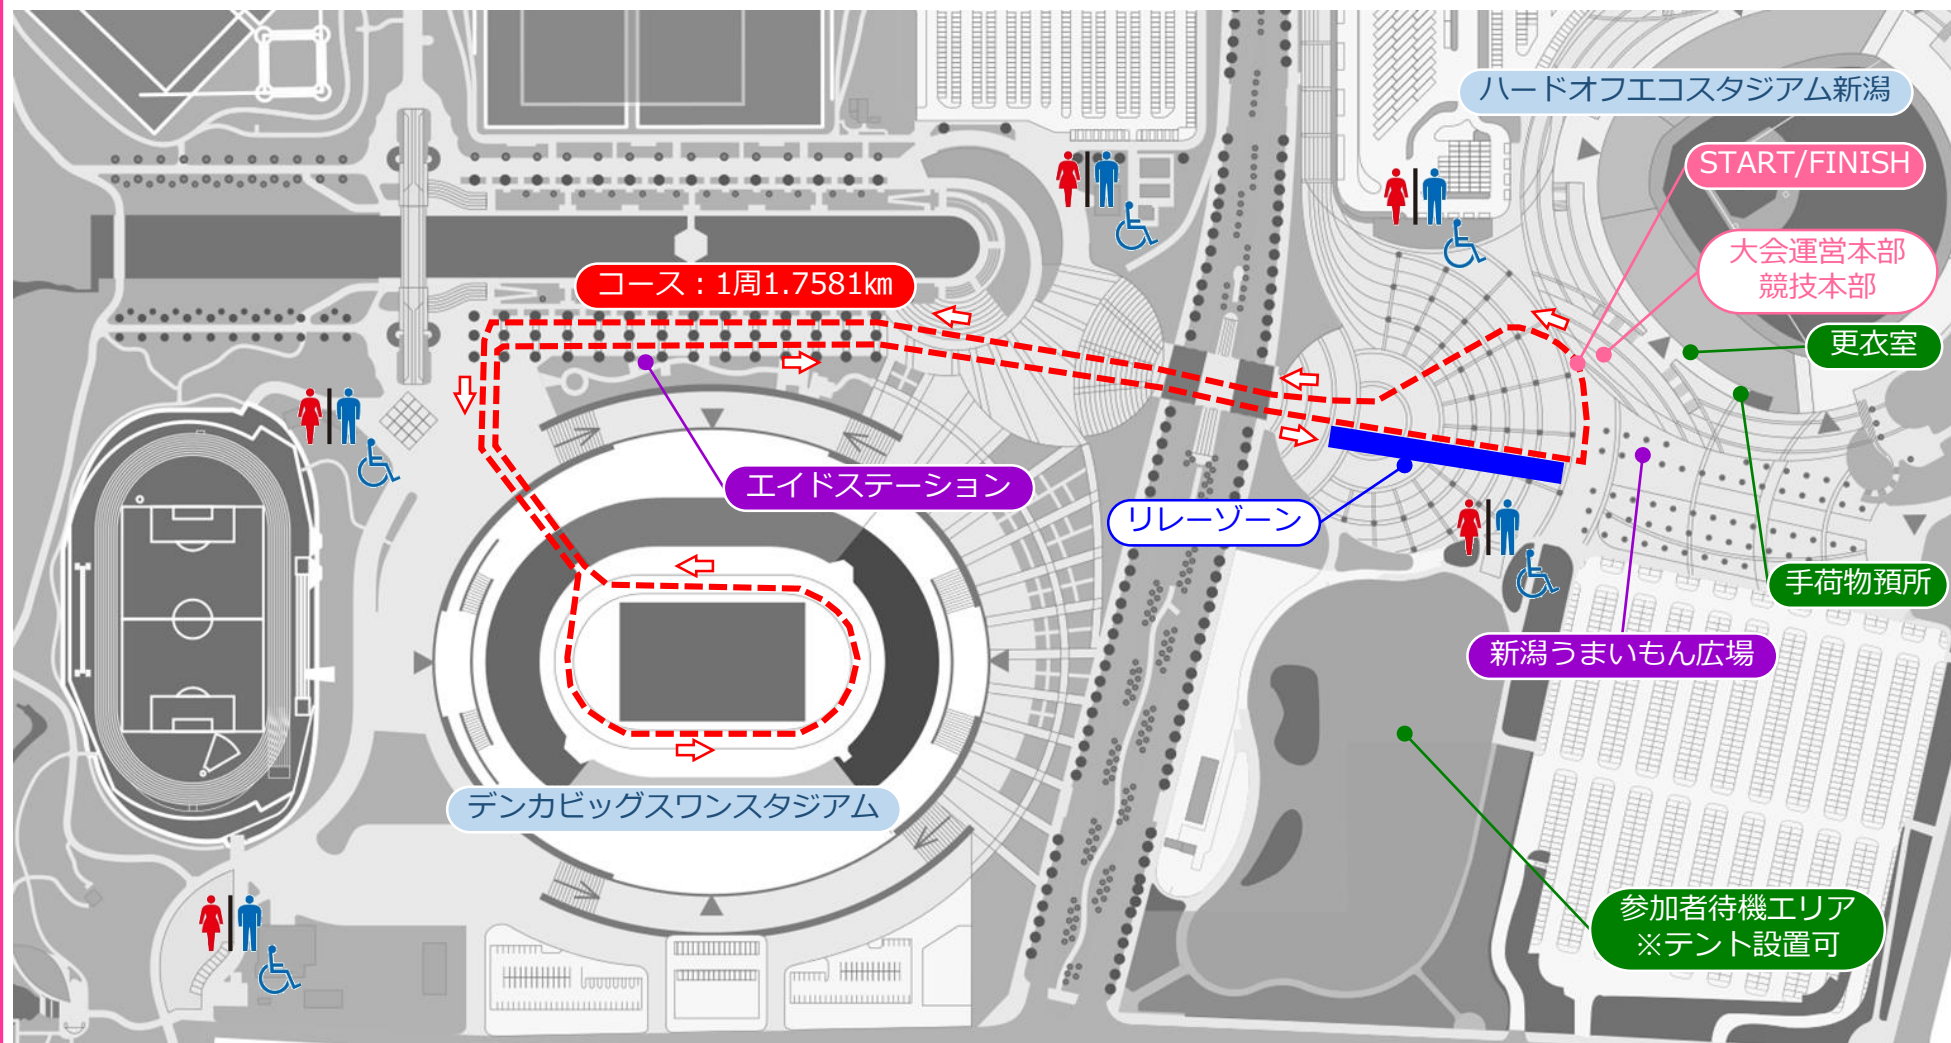 ハードオフエコスタジアム新潟
START/FINISH
大会運営本部
競技本部
コース：1周1.7581㎞
更衣室
エイドステーション
リレーゾーン
手荷物預所
新潟うまいもん広場
デンカビッグスワンスタジアム
参加者待機エリア
※テント設置可